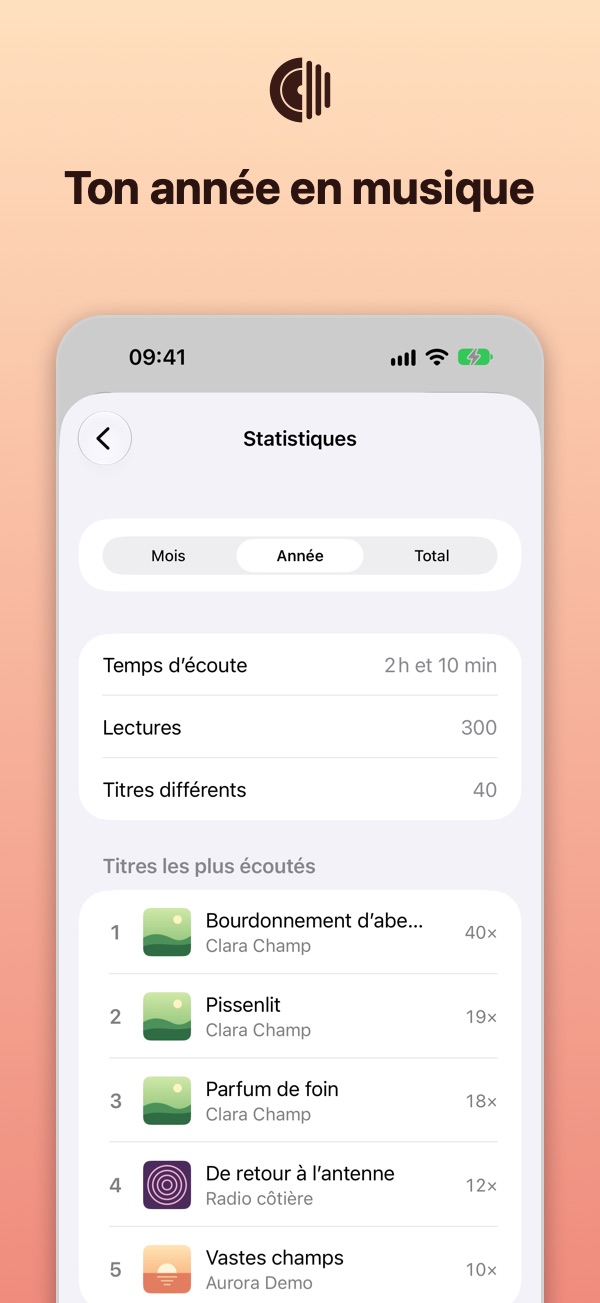 Ton année en musique
09:41
Statistiques
Mois Année Total
Temps d’écoute 2 h et 10 min
Lectures 300
Titres différents 40
Titres les plus écoutés
1 Bourdonnement d’abe... 40×
Clara Champ
2 Pissenlit 19×
Clara Champ
3 Parfum de foin 18×
Clara Champ
4 De retour à l’antenne 12×
Radio côtière
5 Vastes champs 10×
Aurora Demo